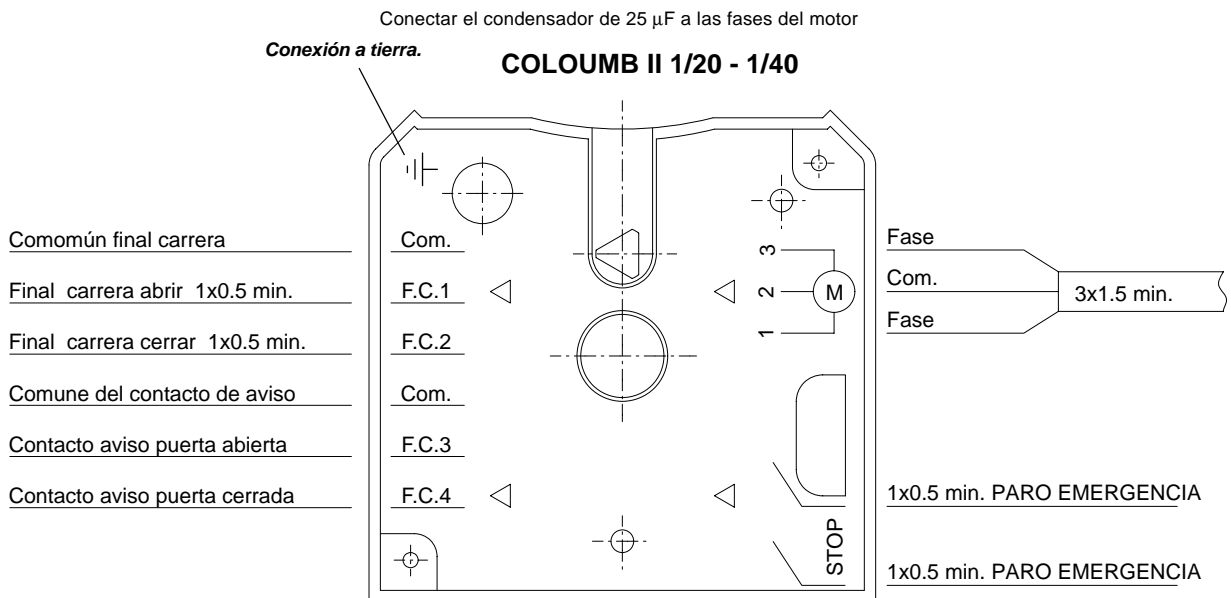 Conectar el condensador de 25 μF a las fases del motor
Conexión a tierra.
COLOUMB II 1/20 - 1/40
Comomún final carrera
Com.
Final carrera abrir 1x0.5 min.
F.C.1
Final carrera cerrar 1x0.5 min.
F.C.2
Comune del contacto de aviso
Com.
Contacto aviso puerta abierta
F.C.3
Contacto aviso puerta cerrada
F.C.4
3
2
1
M
Fase
Com.
Fase
3x1.5 min.
STOP
1x0.5 min. PARO EMERGENCIA
1x0.5 min. PARO EMERGENCIA